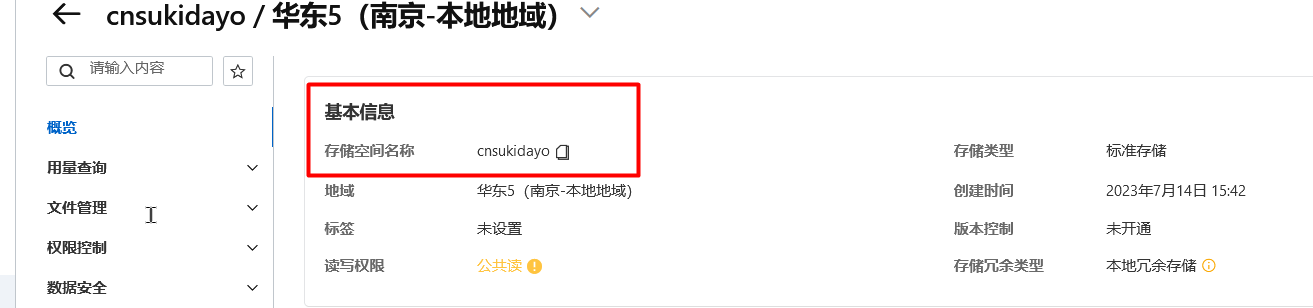 cnsukidayo / 华东5（南京-本地地域）
请输入内容
概览
用量查询
文件管理
权限控制
数据安全
基本信息
存储空间名称 cnsukidayo
存储类型 标准存储
地域 华东5（南京-本地地域）
创建时间 2023年7月14日 15:42
标签 未设置
版本控制 未开通
读写权限 公共读
存储冗余类型 本地冗余存储